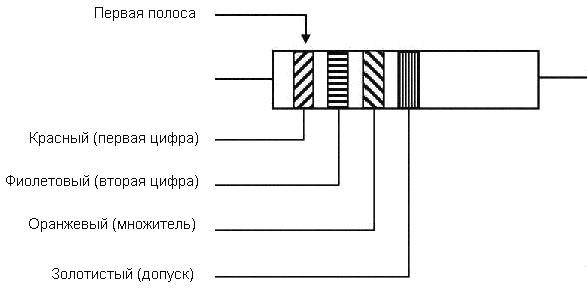 Первая полоса
Красный (первая цифра)
Фиолетовый (вторая цифра)
Оранжевый (множитель)
Золотистый (допуск)